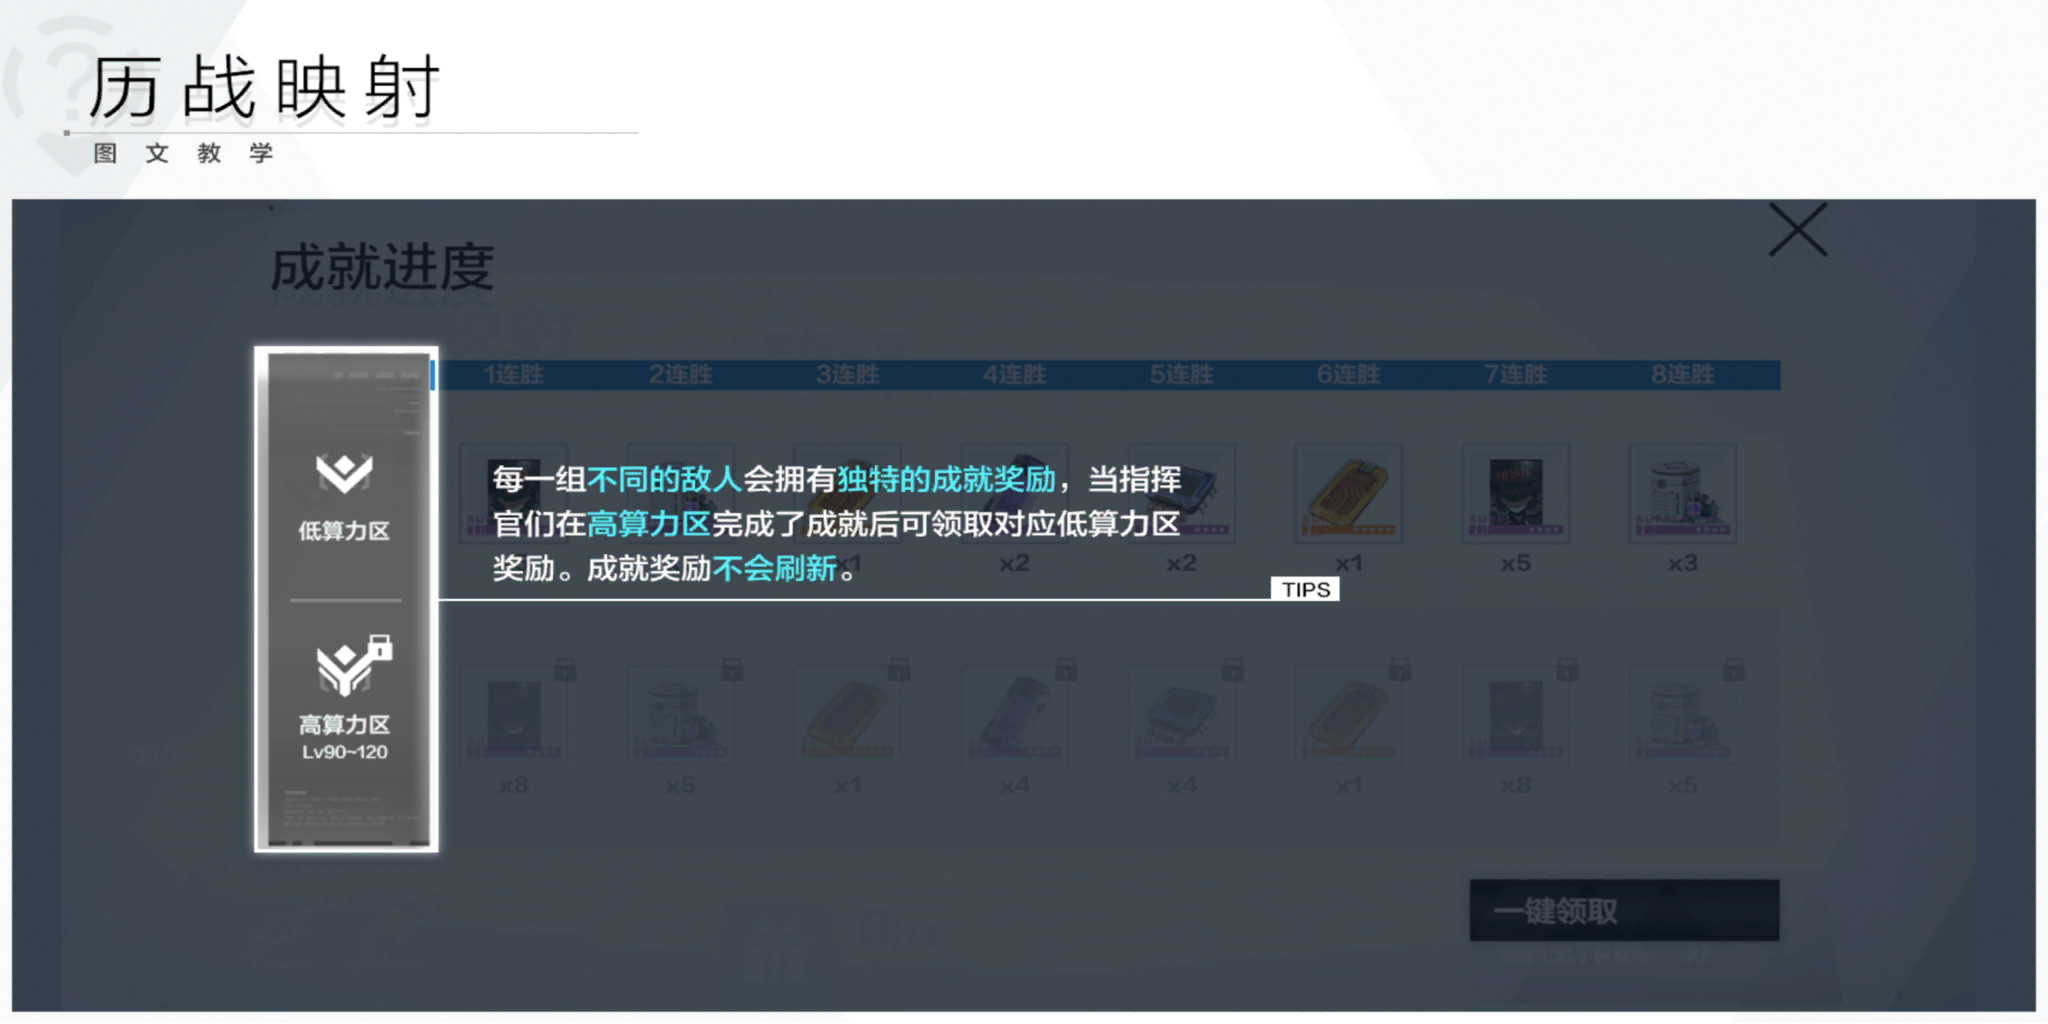 历战映射
图文教学
成就进度
1连胜 2连胜 3连胜 4连胜 5连胜 6连胜 7连胜 8连胜
低算力区
每一组不同的敌人会拥有独特的成就奖励，当指挥
官们在高算力区完成了成就后可领取对应低算力区
奖励。成就奖励不会刷新。
x1 x2 x2 x1 x5 x3
TIPS
高算力区
Lv90~120
x8 x5 x1 x4 x4 x1 x8 x5
一键领取